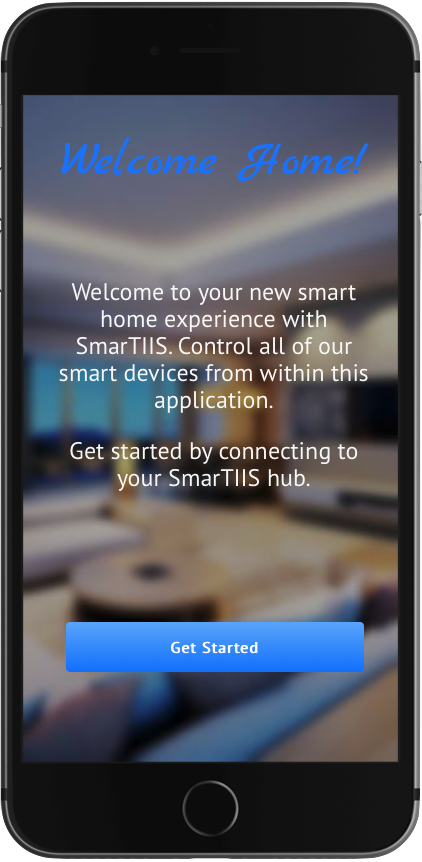 Welcome Home!
Welcome to your new smart
home experience with
SmarTIIS. Control all of our
smart devices from within this
application.
Get started by connecting to
your SmarTIIS hub.
Get Started